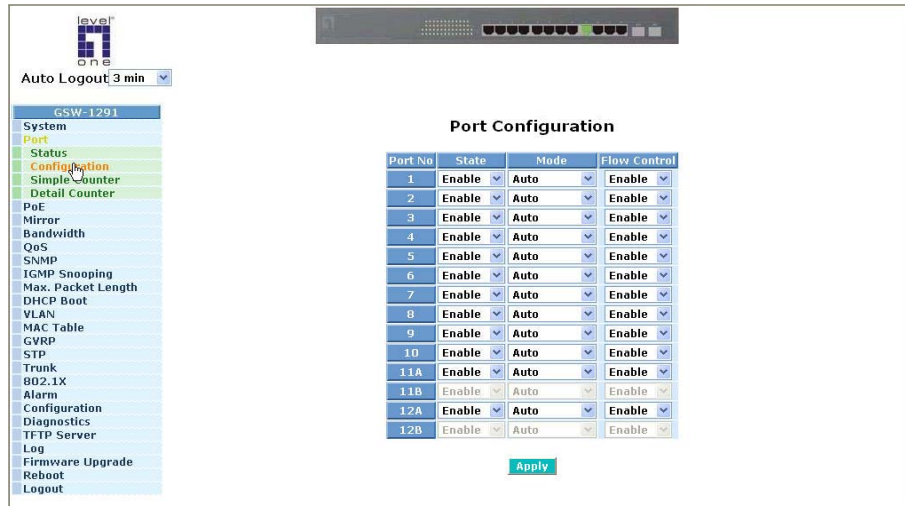 level
one
Auto Logout 3 min
GSW-1291
System
Port
Status
Configuration
Simple Counter
Detail Counter
PoE
Mirror
Bandwidth
QoS
SNMP
IGMP Snooping
Max. Packet Length
DHCP Boot
VLAN
MAC Table
GVRP
STP
Trunk
802.1X
Alarm
Configuration
Diagnostics
TFTP Server
Log
Firmware Upgrade
Reboot
Logout
Port Configuration
Port No State Mode Flow Control
1 Enable Auto Enable
2 Enable Auto Enable
3 Enable Auto Enable
4 Enable Auto Enable
5 Enable Auto Enable
6 Enable Auto Enable
7 Enable Auto Enable
8 Enable Auto Enable
9 Enable Auto Enable
10 Enable Auto Enable
11A Enable Auto Enable
11B Enable Auto Enable
12A Enable Auto Enable
12B Enable Auto Enable
Apply